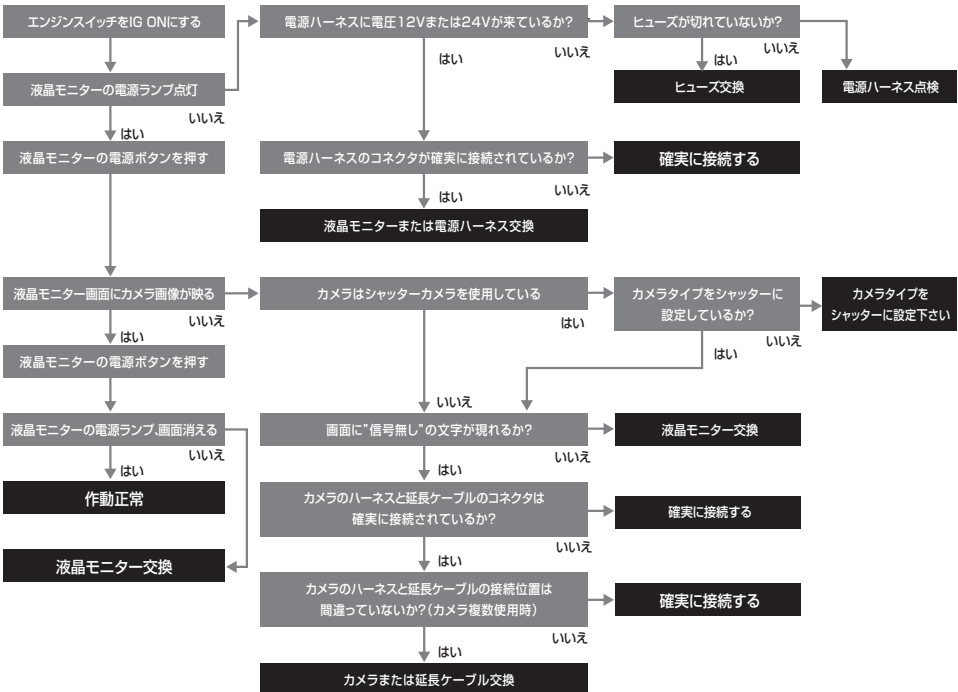 エンジンスイッチをIG ONにする
電源ハーネスに電圧12Vまたは24Vが来ているか?
ヒューズが切れていないか?
はい
いいえ
はい
いいえ
液晶モニターの電源ランプ点灯
ヒューズ交換
電源ハーネス点検
いいえ
はい
液晶モニターの電源ボタンを押す
電源ハーネスのコネクタが確実に接続されているか?
確実に接続する
はい
いいえ
液晶モニターまたは電源ハーネス交換
液晶モニター画面にカメラ画像が映る
カメラはシャッターカメラを使用している
カメラタイプをシャッターに
設定しているか?
カメラタイプを
シャッターに設定下さい
いいえ
はい
はい
いいえ
はい
液晶モニターの電源ボタンを押す
いいえ
液晶モニターの電源ランプ、画面消える
画面に"信号無し"の文字が現れるか?
液晶モニター交換
いいえ
はい
はい
いいえ
作動正常
カメラのハーネスと延長ケーブルのコネクタは
確実に接続されているか?
確実に接続する
はい
いいえ
液晶モニター交換
カメラのハーネスと延長ケーブルの接続位置は
間違っていないか?(カメラ複数使用時)
確実に接続する
はい
いいえ
カメラまたは延長ケーブル交換